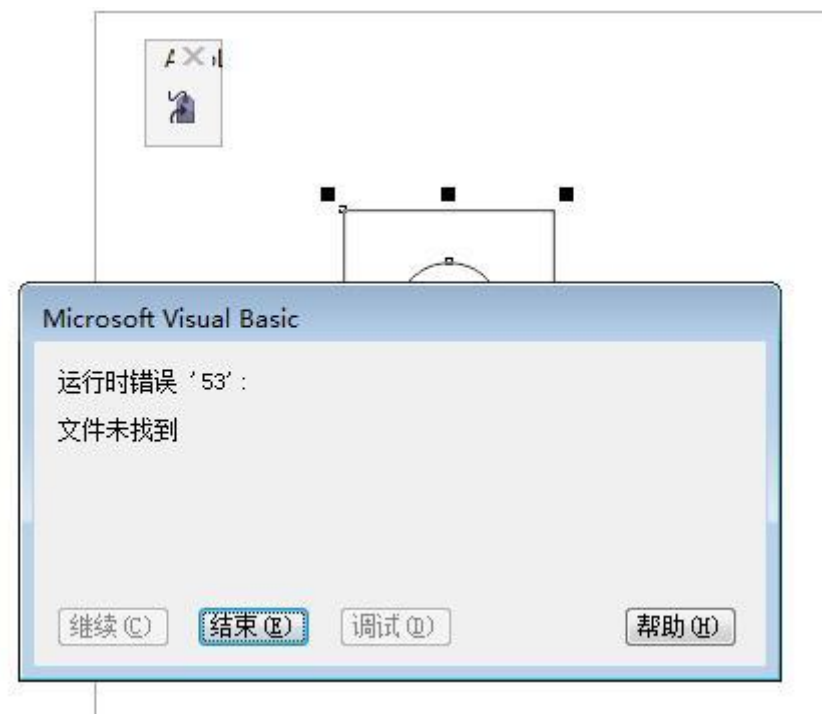 Microsoft Visual Basic
运行时错误 '53':
文件未找到
继续(C)
结束(E)
调试(D)
帮助(H)